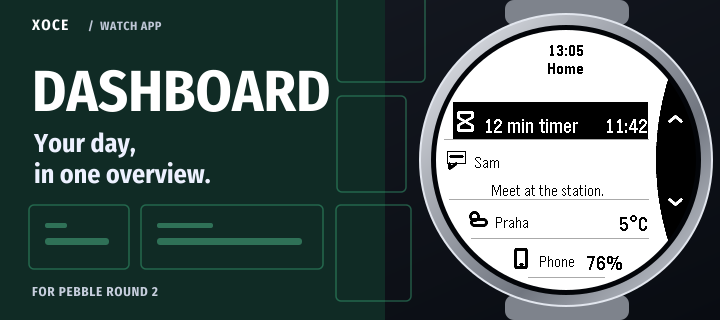 XOCE / WATCH APP
DASHBOARD
Your day,
in one overview.
FOR PEBBLE ROUND 2
13:05
Home
12 min timer 11:42
Sam
Meet at the station.
Praha 5°C
Phone 76%